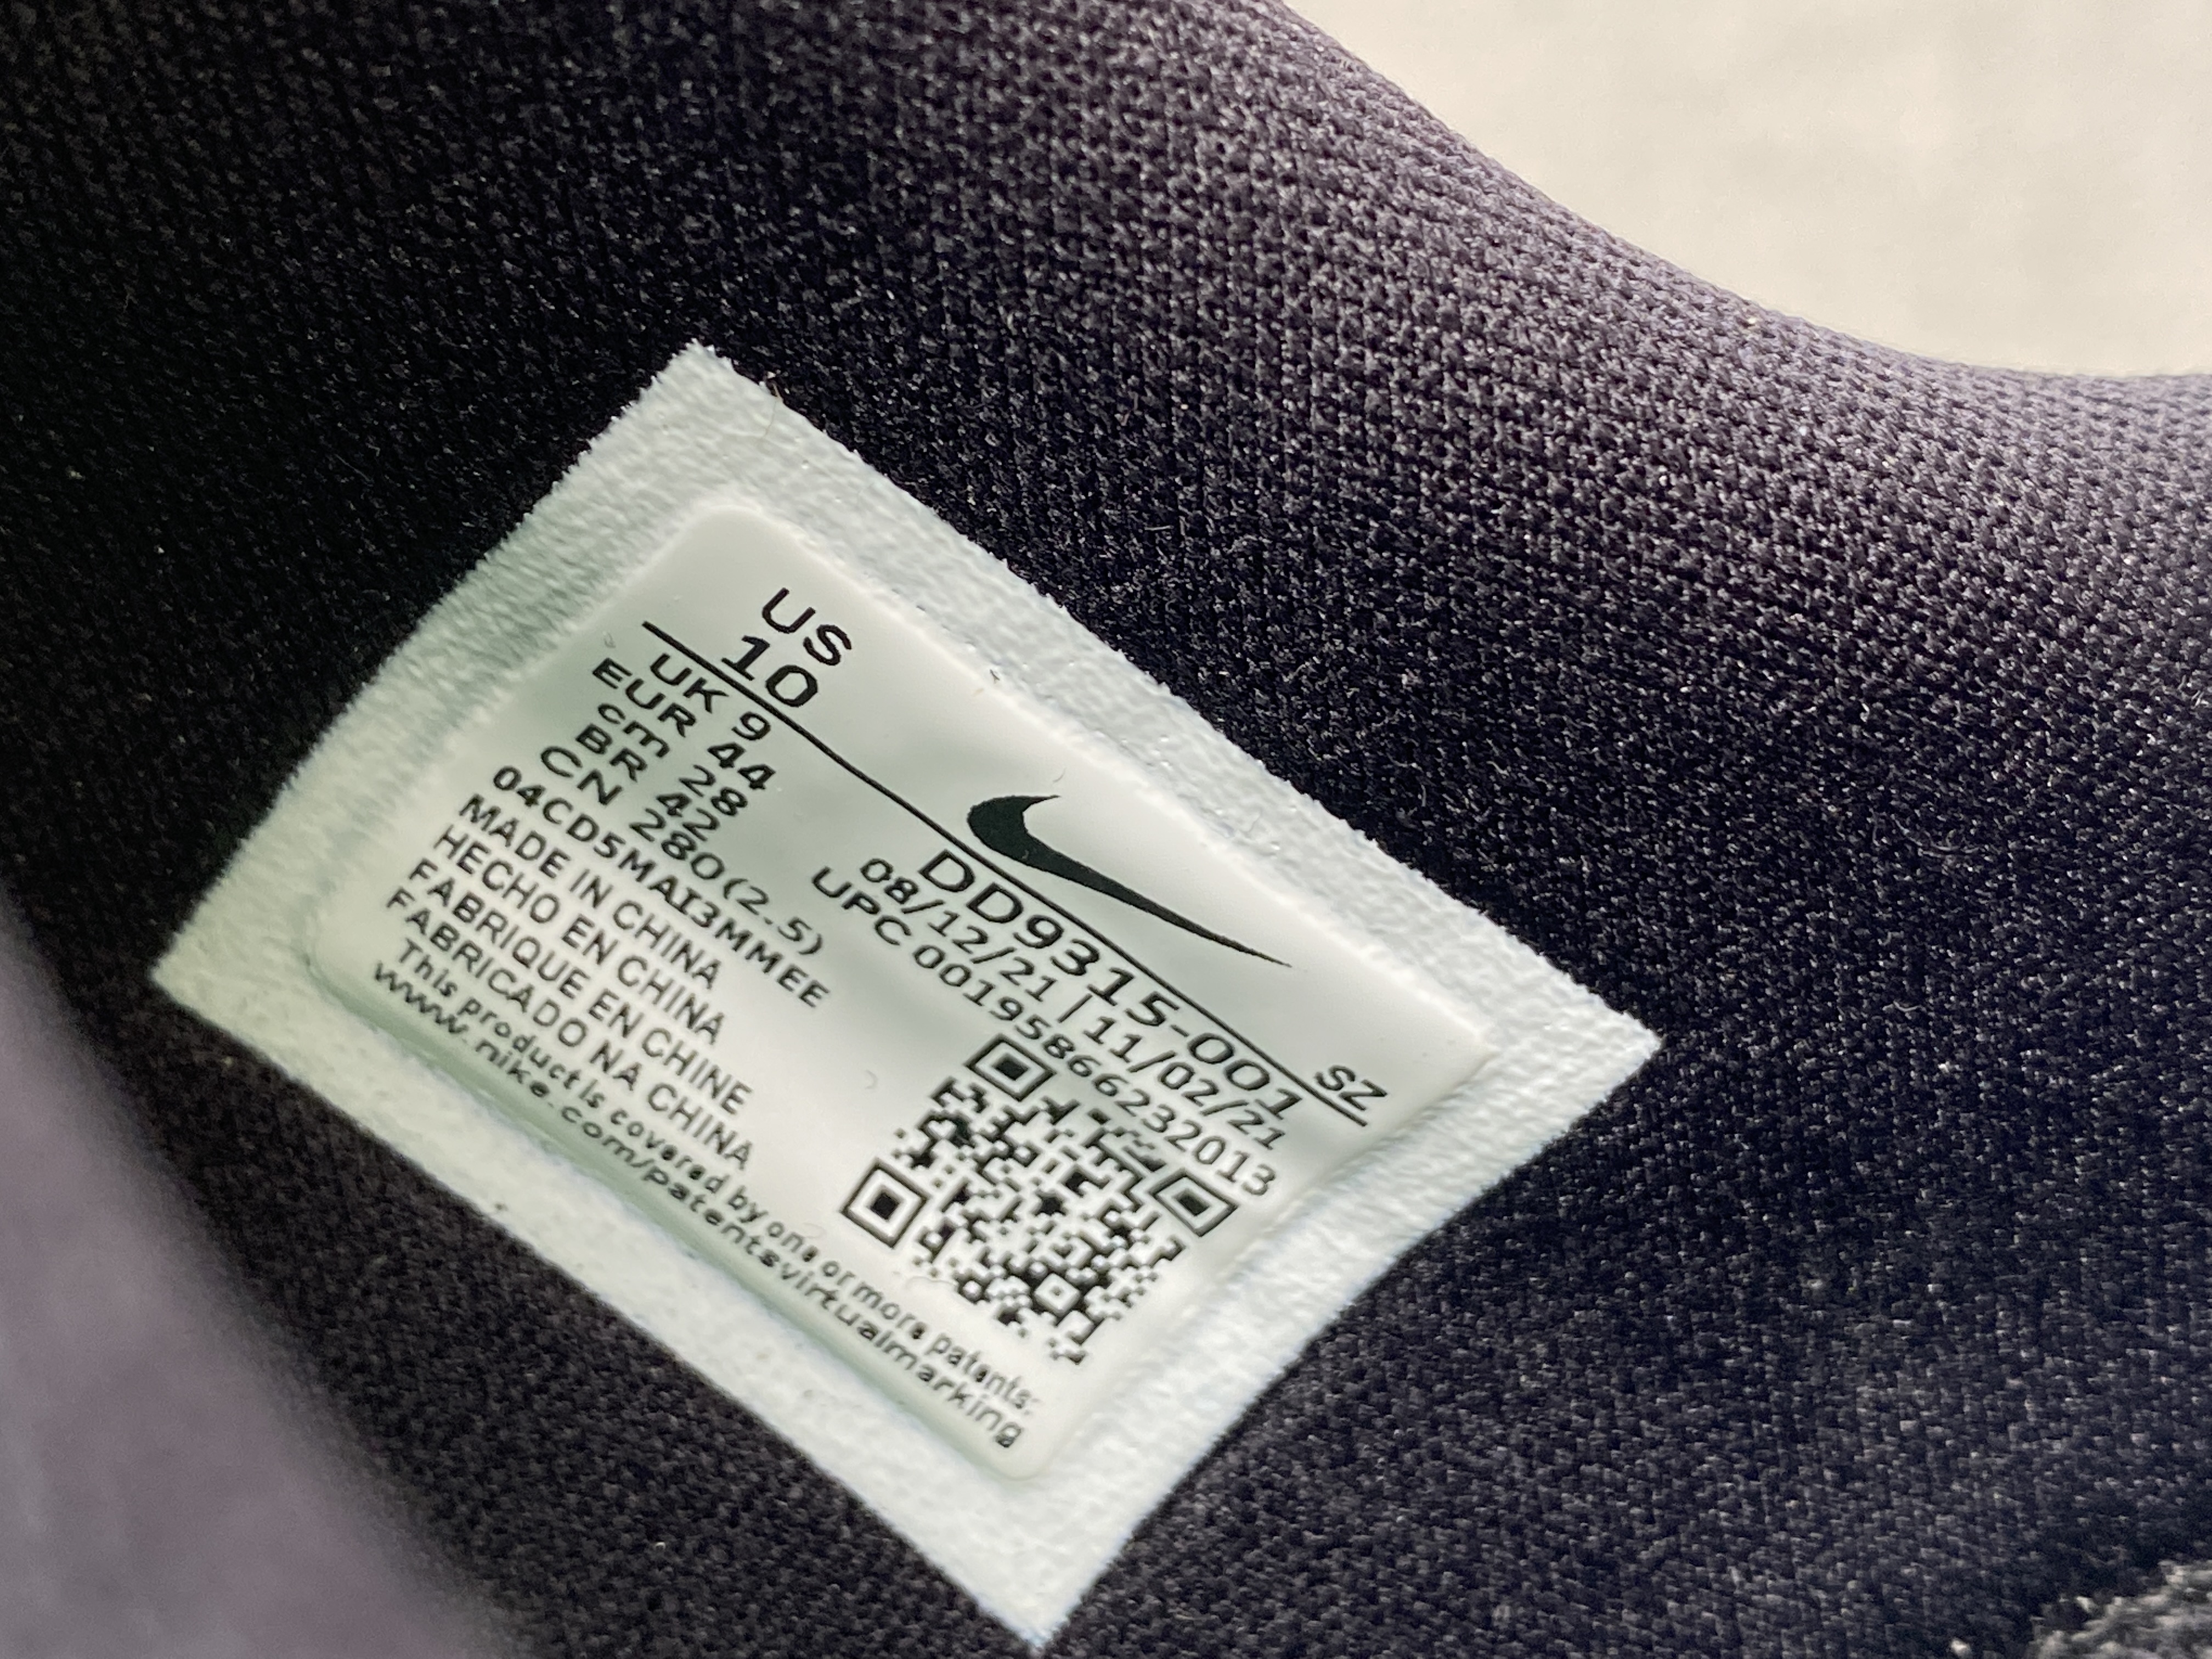 US
10
SZ
UK 9
EUR 44
cm 28
BR 42
CN 280(2.5)
04CD5MAI3MMEE
MADE IN CHINA
HECHO EN CHINA
FABRIQUE EN CHINE
FABRICADO NA CHINA
DD9315-001
08/12/21 | 11/02/21
UPC 00195866232013
This product is covered by one or more patents:
www.nike.com/patentsvirtualmarking